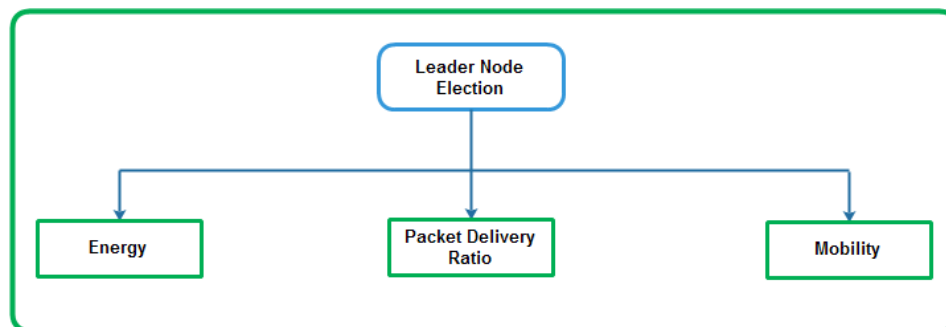 Leader Node
Election
Energy
Packet Delivery
Ratio
Mobility